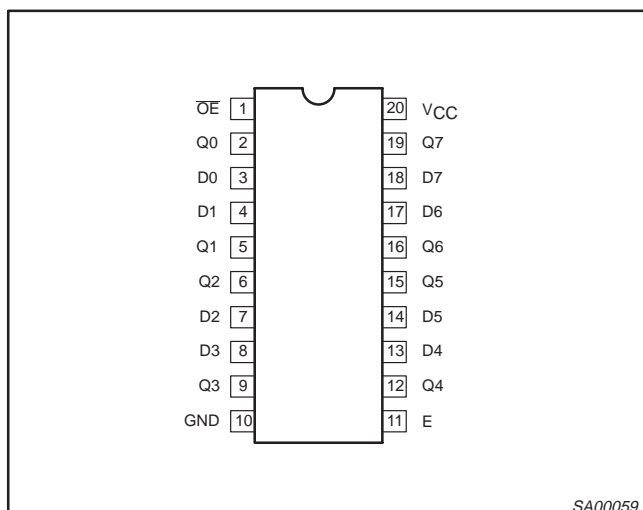 OE 1 20 VCC
Q0 2 19 Q7
D0 3 18 D7
D1 4 17 D6
Q1 5 16 Q6
Q2 6 15 Q5
D2 7 14 D5
D3 8 13 D4
Q3 9 12 Q4
GND 10 11 E
SA00059